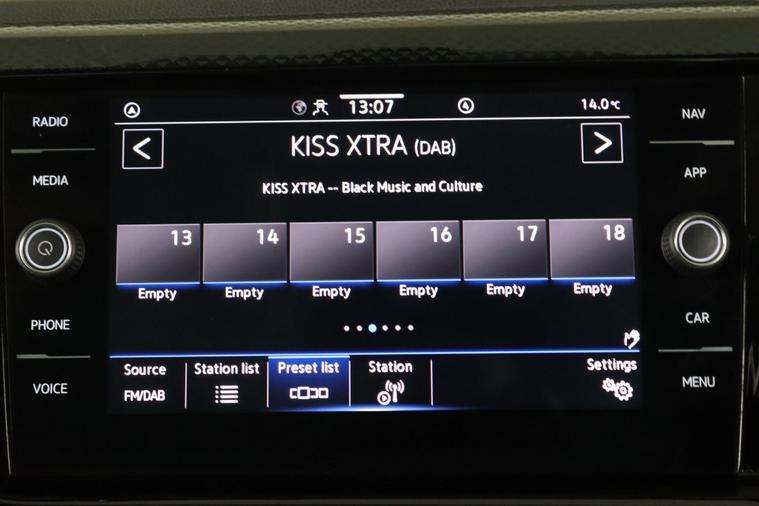 RADIO
MEDIA
PHONE
VOICE
13:07
4
14.0°C
<
KISS XTRA (DAB)
>
KISS XTRA -- Black Music and Culture
13 14 15 16 17 18
Empty Empty Empty Empty Empty Empty
Source Station list Preset list Station Settings
FM/DAB
NAV
APP
CAR
MENU